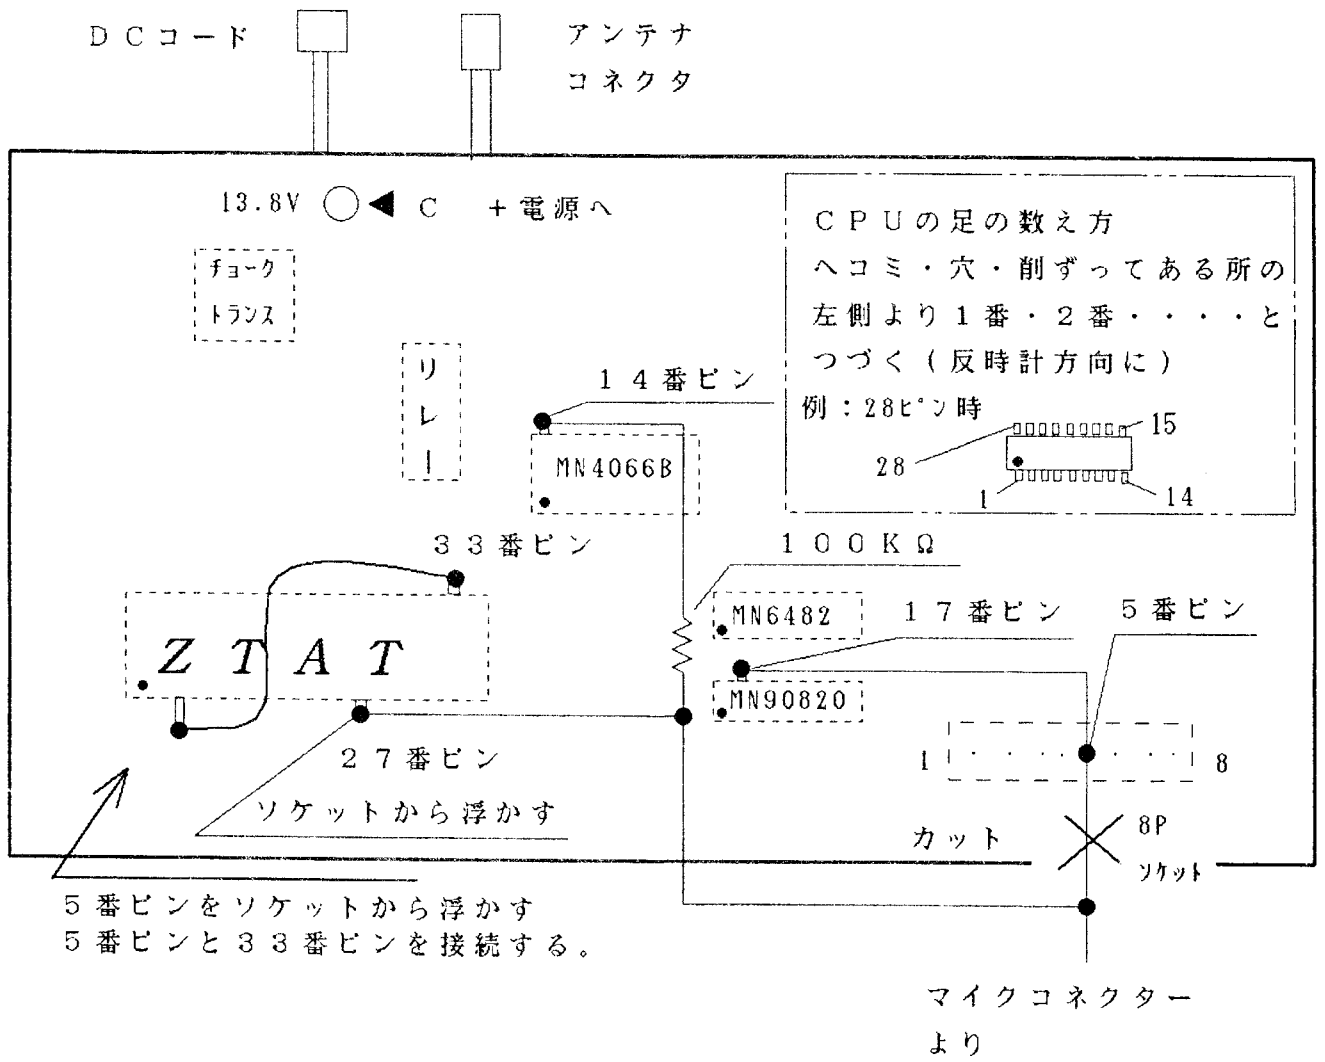 DCコード
アンテナ
コネクタ
13.8V
C +電源へ
チョーク
トランス
リレー
CPUの足の数え方
ヘコミ・穴・削ずってある所の
左側より1番・2番・・・・と
つづく(反時計方向に)
例:28ピン時
15
28
1
14
14番ピン
MN4066B
33番ピン
100KΩ
MN6482
17番ピン
5番ピン
ZTAT
MN90820
27番ピン
1
8
ソケットから浮かす
カット
8P
ソケット
5番ピンをソケットから浮かす
5番ピンと33番ピンを接続する。
マイクコネクター
より